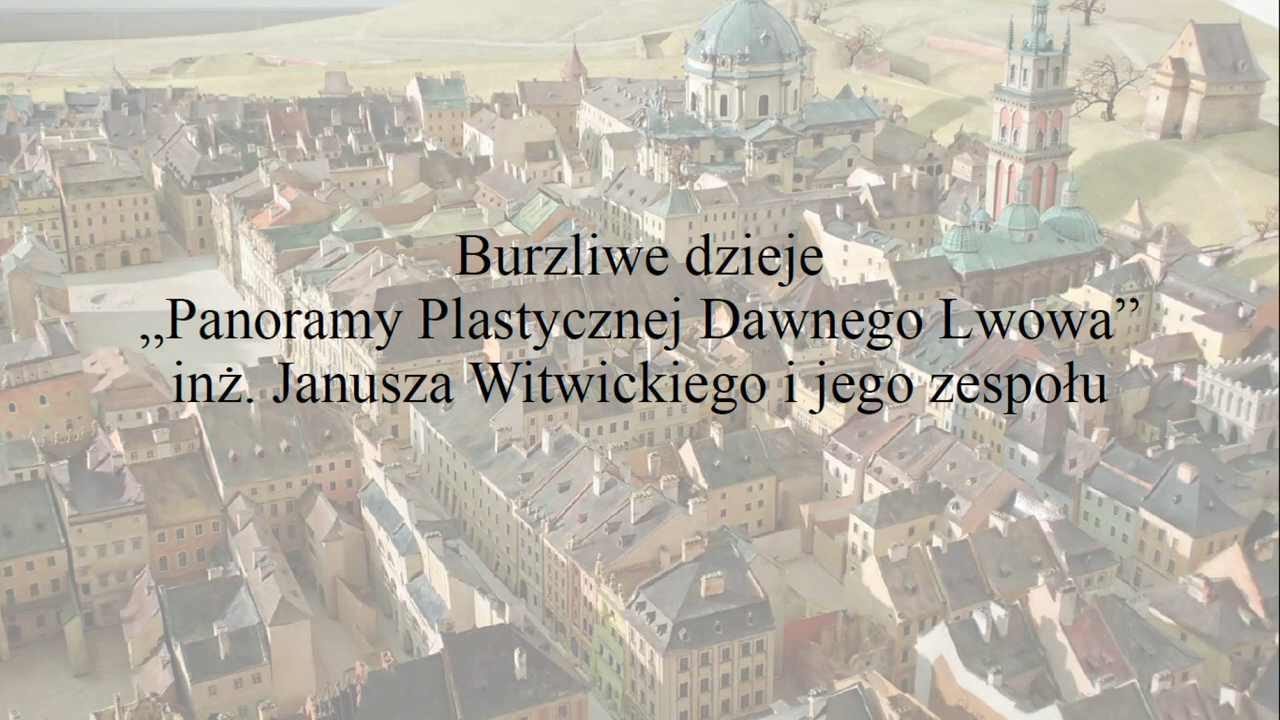 Burzliwe dzieje
„Panoramy Plastycznej Dawnego Lwowa”
inż. Janusza Witwickiego i jego zespołu